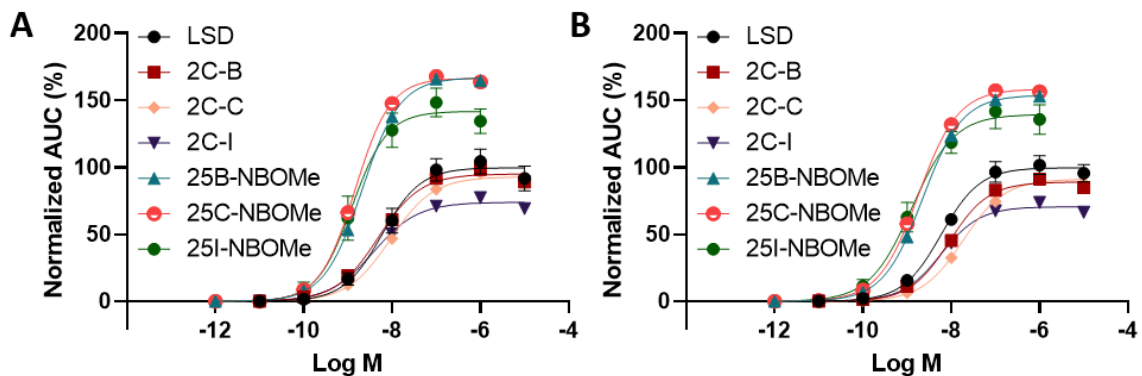 A
Normalized AUC (%)
200
150
100
50
0
LSD
2C-B
2C-C
2C-I
25B-NBOMe
25C-NBOMe
25I-NBOMe
-12 -10 -8 -6 -4
Log M
B
Normalized AUC (%)
200
150
100
50
0
LSD
2C-B
2C-C
2C-I
25B-NBOMe
25C-NBOMe
25I-NBOMe
-12 -10 -8 -6 -4
Log M